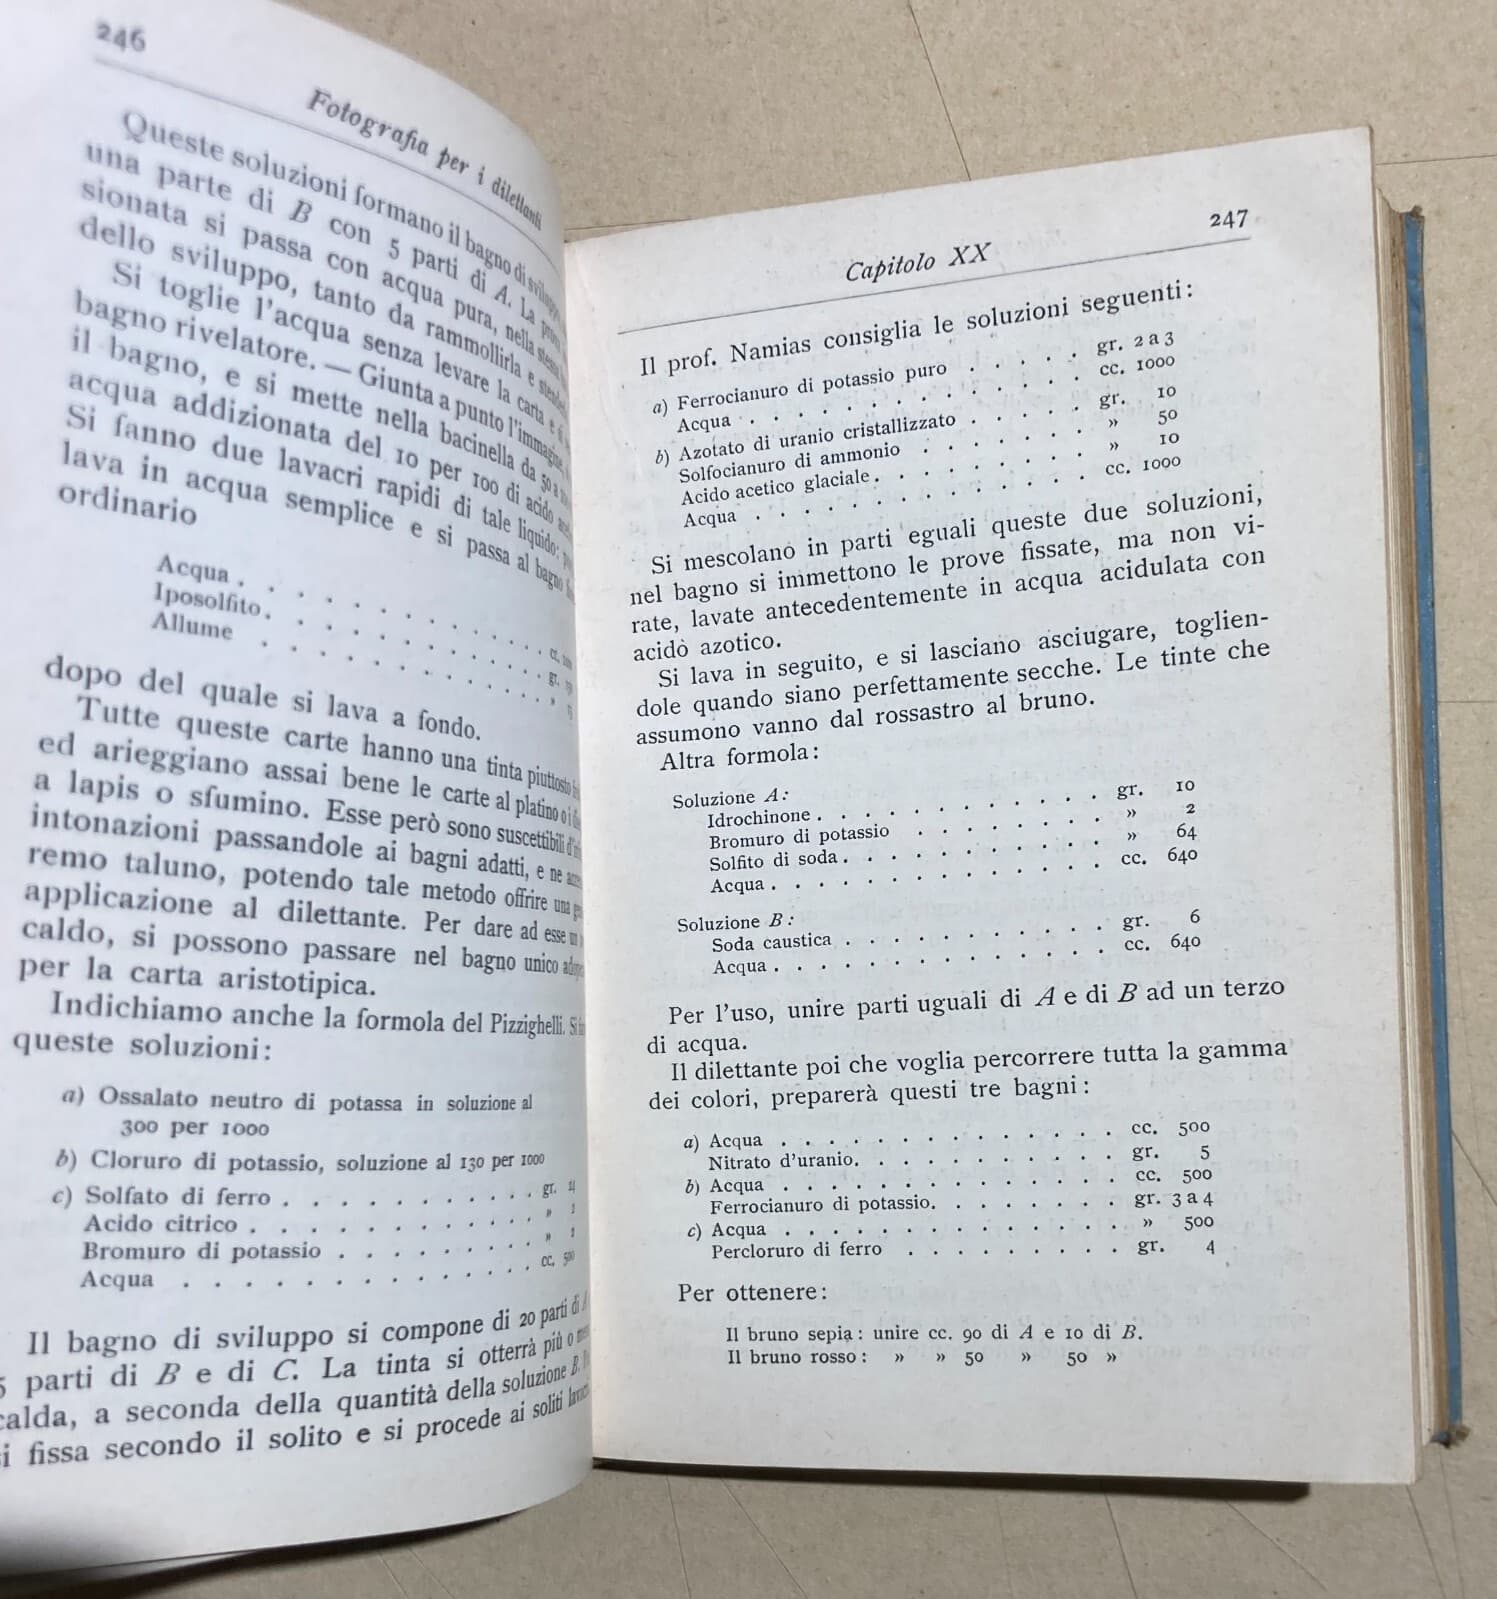 246
Fotografia per i dilettanti
Queste soluzioni formano il bagno di
una parte di B con 5 parti di A. La
sionata si passa con acqua pura, nella
dello sviluppo, tanto da rammollirla e
Si toglie l'acqua senza levare la carta e si
bagno rivelatore. — Giunta a punto l'immagine,
il bagno, e si mette nella bacinella da 50 a
acqua addizionata del 10 per 100 di acido
Si fanno due lavacri rapidi di tale liquido;
lava in acqua semplice e si passa al bagno
ordinario
Acqua . . . . . . . . . . . . . cc.
Iposolfito . . . . . . . . . . . . gr.
Allume . . . . . . . . . . . . . »
dopo del quale si lava a fondo.
Tutte queste carte hanno una tinta piuttosto
ed arieggiano assai bene le carte al platino o i
a lapis o sfumino. Esse però sono suscettibili
intonazioni passandole ai bagni adatti, e ne
remo taluno, potendo tale metodo offrire una
applicazione al dilettante. Per dare ad esse un
caldo, si possono passare nel bagno unico
per la carta aristotipica.
Indichiamo anche la formola del Pizzighelli. Si
queste soluzioni:
a) Ossalato neutro di potassa in soluzione al
300 per 1000
b) Cloruro di potassio, soluzione al 130 per 1000
c) Solfato di ferro . . . . . . . . . . . gr.
Acido citrico . . . . . . . . . . . . »
Bromuro di potassio . . . . . . . . . »
Acqua . . . . . . . . . . . . . . cc. 500
Il bagno di sviluppo si compone di 20 parti di A
5 parti di B e di C. La tinta si otterrà più o
calda, a seconda della quantità della soluzione B.
si fissa secondo il solito e si procede ai soliti
Capitolo XX
247
Il prof. Namias consiglia le soluzioni seguenti:
a) Ferrocianuro di potassio puro . . . . . gr. 2 a 3
Acqua . . . . . . . . . . . . . cc. 1000
b) Azotato di uranio cristallizzato . . . . . gr. 10
Solfocianuro di ammonio . . . . . . . » 50
Acido acetico glaciale . . . . . . . . . » 10
Acqua . . . . . . . . . . . . . cc. 1000
Si mescolano in parti eguali queste due soluzioni,
nel bagno si immettono le prove fissate, ma non vi-
rate, lavate antecedentemente in acqua acidulata con
acidò azotico.
Si lava in seguito, e si lasciano asciugare, toglien-
dole quando siano perfettamente secche. Le tinte che
assumono vanno dal rossastro al bruno.
Altra formola:
Soluzione A:
Idrochinone . . . . . . . . . . . . gr. 10
Bromuro di potassio . . . . . . . . . » 2
Solfito di soda . . . . . . . . . . . » 64
Acqua . . . . . . . . . . . . . . cc. 640
Soluzione B:
Soda caustica . . . . . . . . . . . gr. 6
Acqua . . . . . . . . . . . . . . cc. 640
Per l'uso, unire parti uguali di A e di B ad un terzo
di acqua.
Il dilettante poi che voglia percorrere tutta la gamma
dei colori, preparerà questi tre bagni:
a) Acqua . . . . . . . . . . . . . . cc. 500
Nitrato d'uranio . . . . . . . . . . . gr. 5
b) Acqua . . . . . . . . . . . . . . cc. 500
Ferrocianuro di potassio . . . . . . . . gr. 3 a 4
c) Acqua . . . . . . . . . . . . . . » 500
Percloruro di ferro . . . . . . . . . gr. 4
Per ottenere:
Il bruno sepia: unire cc. 90 di A e 10 di B.
Il bruno rosso: » » 50 » 50 »